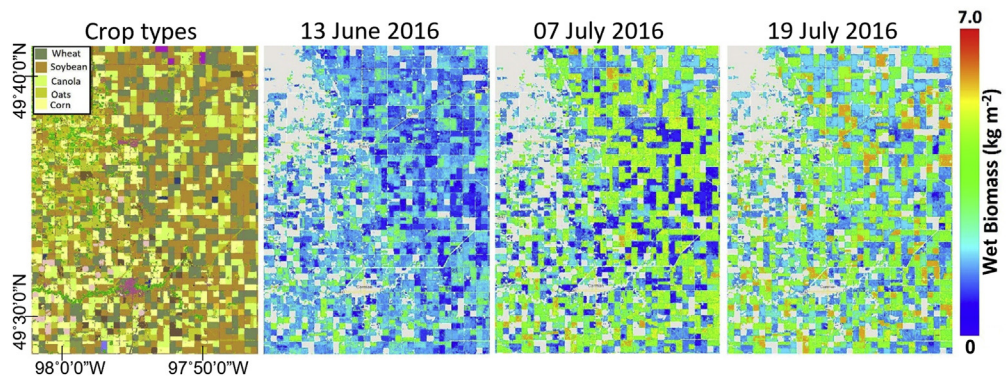 Crop types
13 June 2016
07 July 2016
19 July 2016
7.0
Wheat
Soybean
Canola
Oats
Corn
49°40'0"N
49°30'0"N
98°0'0"W
97°50'0"W
Wet Biomass (kg m-2)
0